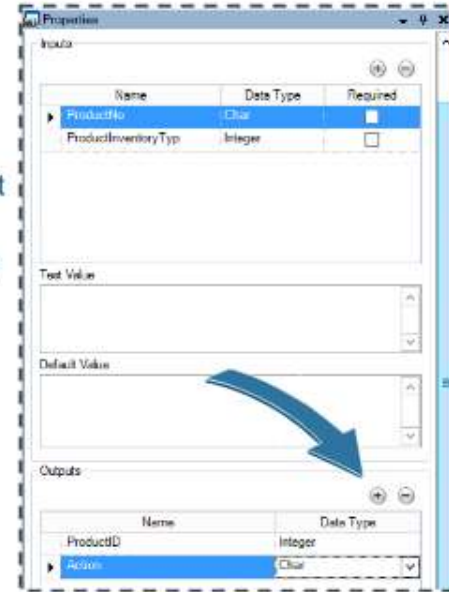 Properties
Inputs
Name Data Type Required
ProductNo Char
ProductInventoryTyp Integer
Test Value
Default Value
Outputs
Name Data Type
ProductID Integer
Action Char